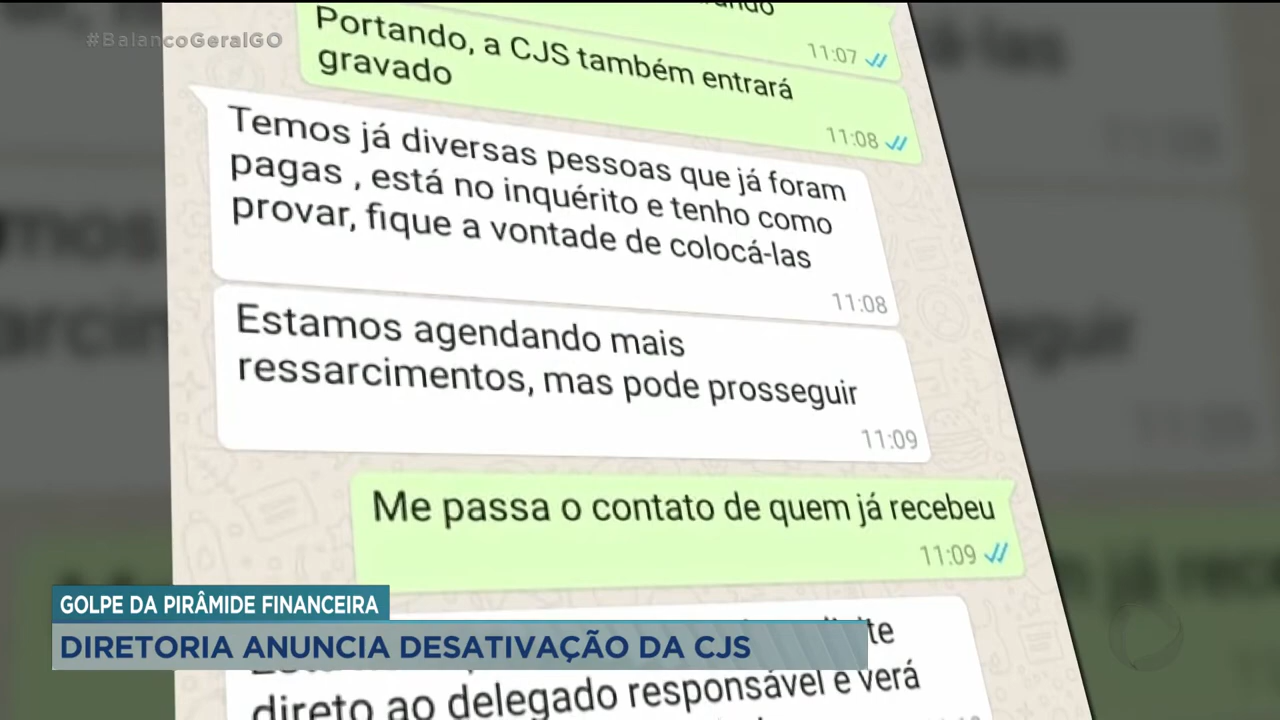 #BalancoGeralGO
11:07
Portando, a CJS também entrará
gravado
11:08
Temos já diversas pessoas que já foram
pagas , está no inquérito e tenho como
provar, fique a vontade de colocá-las
11:08
Estamos agendando mais
ressarcimentos, mas pode prosseguir
11:09
Me passa o contato de quem já recebeu
11:09
GOLPE DA PIRÂMIDE FINANCEIRA
DIRETORIA ANUNCIA DESATIVAÇÃO DA CJS
direto ao delegado responsável e verá